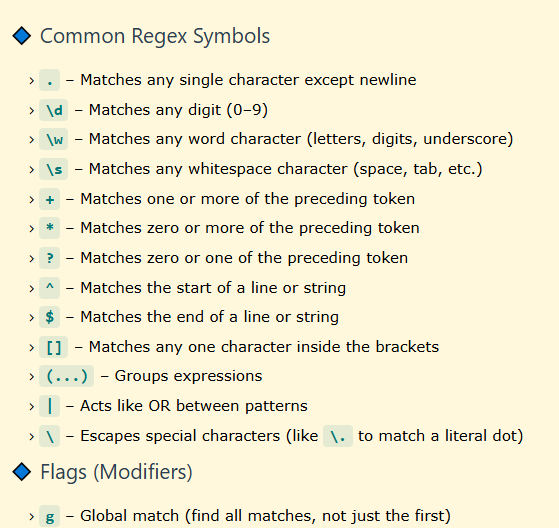 Common Regex Symbols
› . – Matches any single character except newline
› \d – Matches any digit (0–9)
› \w – Matches any word character (letters, digits, underscore)
› \s – Matches any whitespace character (space, tab, etc.)
› + – Matches one or more of the preceding token
› * – Matches zero or more of the preceding token
› ? – Matches zero or one of the preceding token
› ^ – Matches the start of a line or string
› $ – Matches the end of a line or string
› [] – Matches any one character inside the brackets
› (...) – Groups expressions
› | – Acts like OR between patterns
› \ – Escapes special characters (like \. to match a literal dot)
Flags (Modifiers)
› g – Global match (find all matches, not just the first)